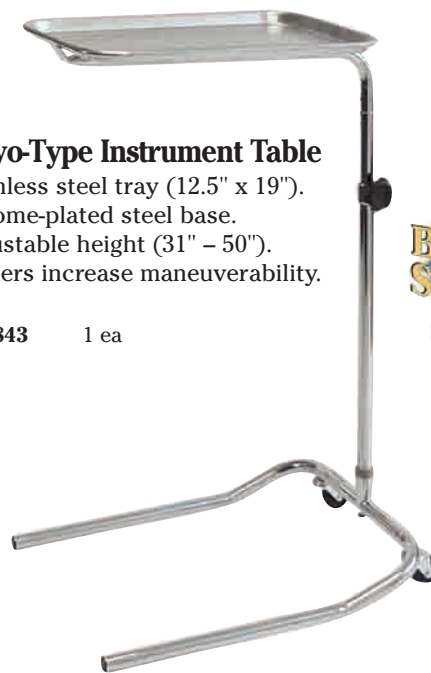 yo-Type Instrument Table
nless steel tray (12.5" x 19").
ome-plated steel base.
ustable height (31" – 50").
ers increase maneuverability.
1 ea